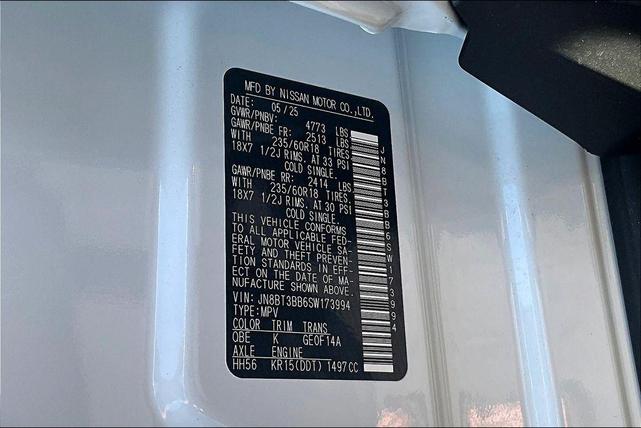 MFD BY NISSAN MOTOR CO.,LTD.
DATE: 05/25
GVWR/PNBV: 4773 LBS
GAWR/PNBE FR: 2513 LBS
WITH 235/60R18 TIRES.
18X7 1/2J RIMS. AT 33 PSI
COLD SINGLE.
GAWR/PNBE RR: 2414 LBS
WITH 235/60R18 TIRES.
18X7 1/2J RIMS. AT 30 PSI
COLD SINGLE.
THIS VEHICLE CONFORMS
TO ALL APPLICABLE FED-
ERAL MOTOR VEHICLE SA-
FETY AND THEFT PREVEN-
TION STANDARDS IN EFF-
ECT ON THE DATE OF MA-
NUFACTURE SHOWN ABOVE.
VIN: JN8BT3BB6SW173994
TYPE:MPV
COLOR TRIM TRANS
QBE K GEOF14A
AXLE ENGINE
HH56 KR15(DDT) 1497CC
JN8BT3BB6SW173994